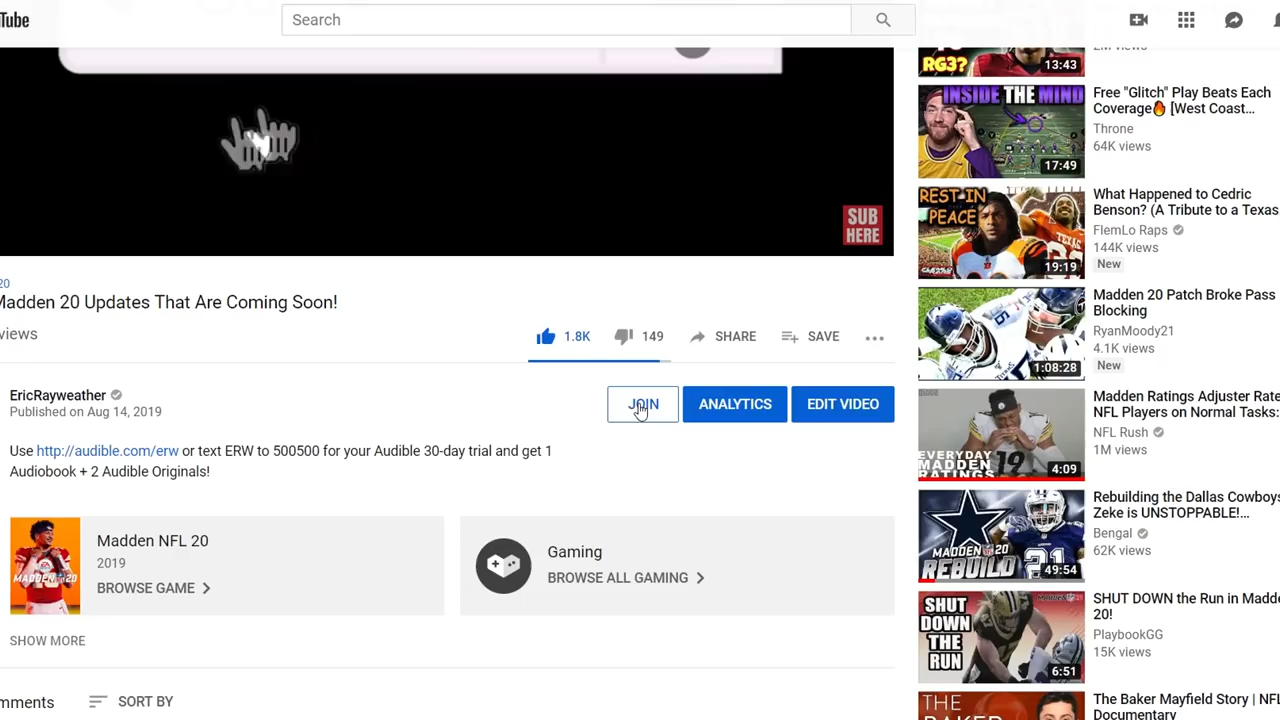 Tube
Search
SUB
HERE
20
Madden 20 Updates That Are Coming Soon!
views
1.8K
149
SHARE
SAVE
EricRayweather
Published on Aug 14, 2019
JOIN
ANALYTICS
EDIT VIDEO
Use http://audible.com/erw or text ERW to 500500 for your Audible 30-day trial and get 1
Audiobook + 2 Audible Originals!
MADDEN 20
Madden NFL 20
2019
BROWSE GAME
Gaming
BROWSE ALL GAMING
SHOW MORE
mments
SORT BY
RG3?
13:43
2M views
INSIDE THE MIND
17:49
Free "Glitch" Play Beats Each
Coverage🔥 [West Coast...
Throne
64K views
REST IN
PEACE
TEXAS
19:19
What Happened to Cedric
Benson? (A Tribute to a Texas
FlemLo Raps
144K views
New
1:08:28
Madden 20 Patch Broke Pass
Blocking
RyanMoody21
4.1K views
New
EVERYDAY
MADDEN
RATINGS
19
4:09
Madden Ratings Adjuster Rate
NFL Players on Normal Tasks:
NFL Rush
1M views
MADDEN 20
REBUILD
21
49:54
Rebuilding the Dallas Cowboys
Zeke is UNSTOPPABLE!...
Bengal
62K views
SHUT
DOWN
THE
RUN
6:51
SHUT DOWN the Run in Madde
20!
PlaybookGG
15K views
THE
BAKER
The Baker Mayfield Story | NFL
Documentary